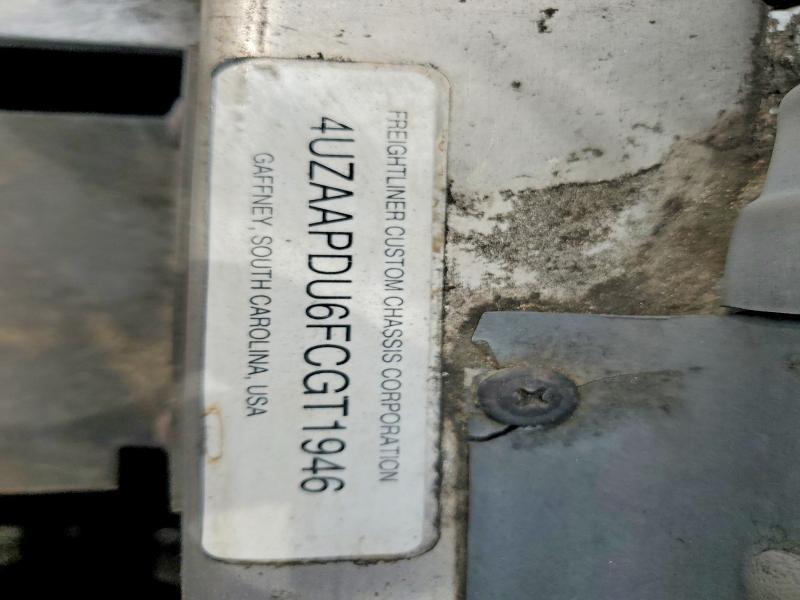 FREIGHTLINER CUSTOM CHASSIS CORPORATION
4UZAAPDU6FCGT1946
GAFFNEY, SOUTH CAROLINA, USA